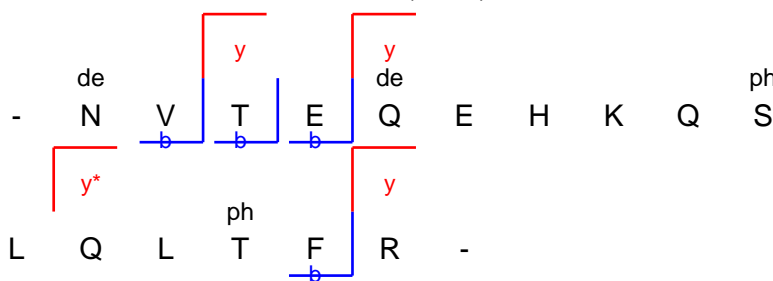 y y
de de ph
- N V T E Q E H K Q S
b b b
y* y
ph
L Q L T F R -
b